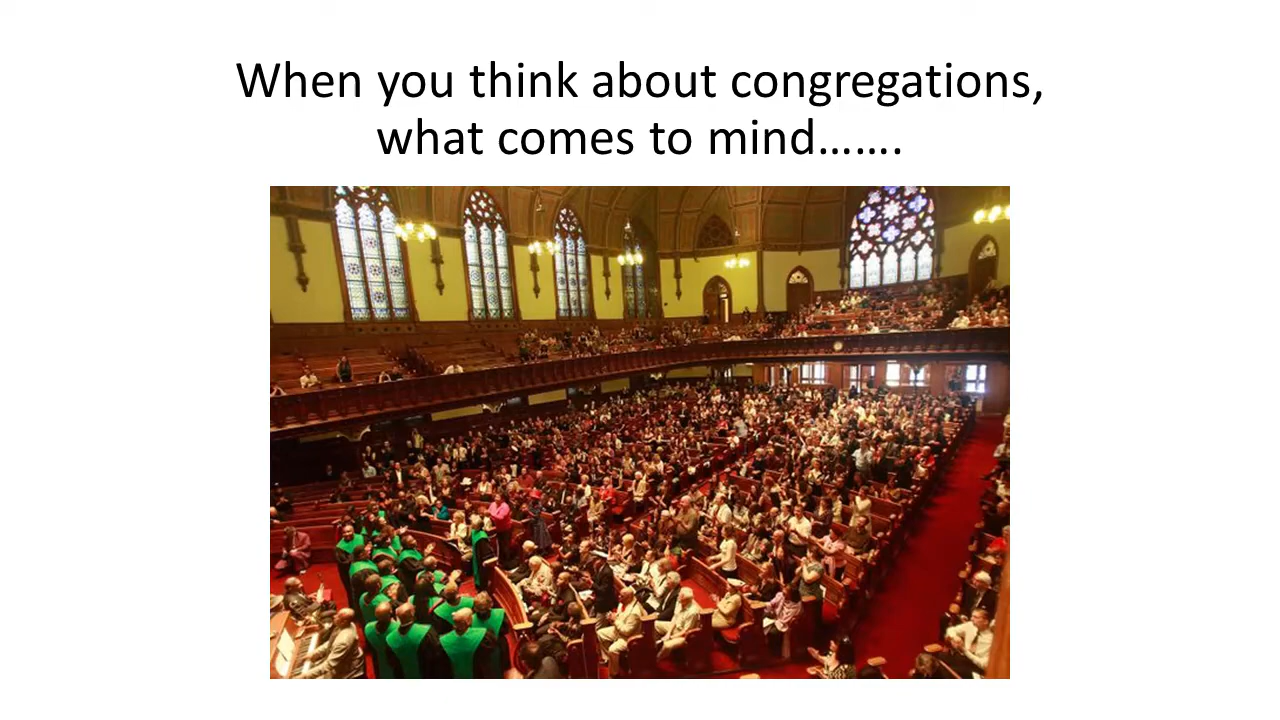 When you think about congregations,
what comes to mind…….